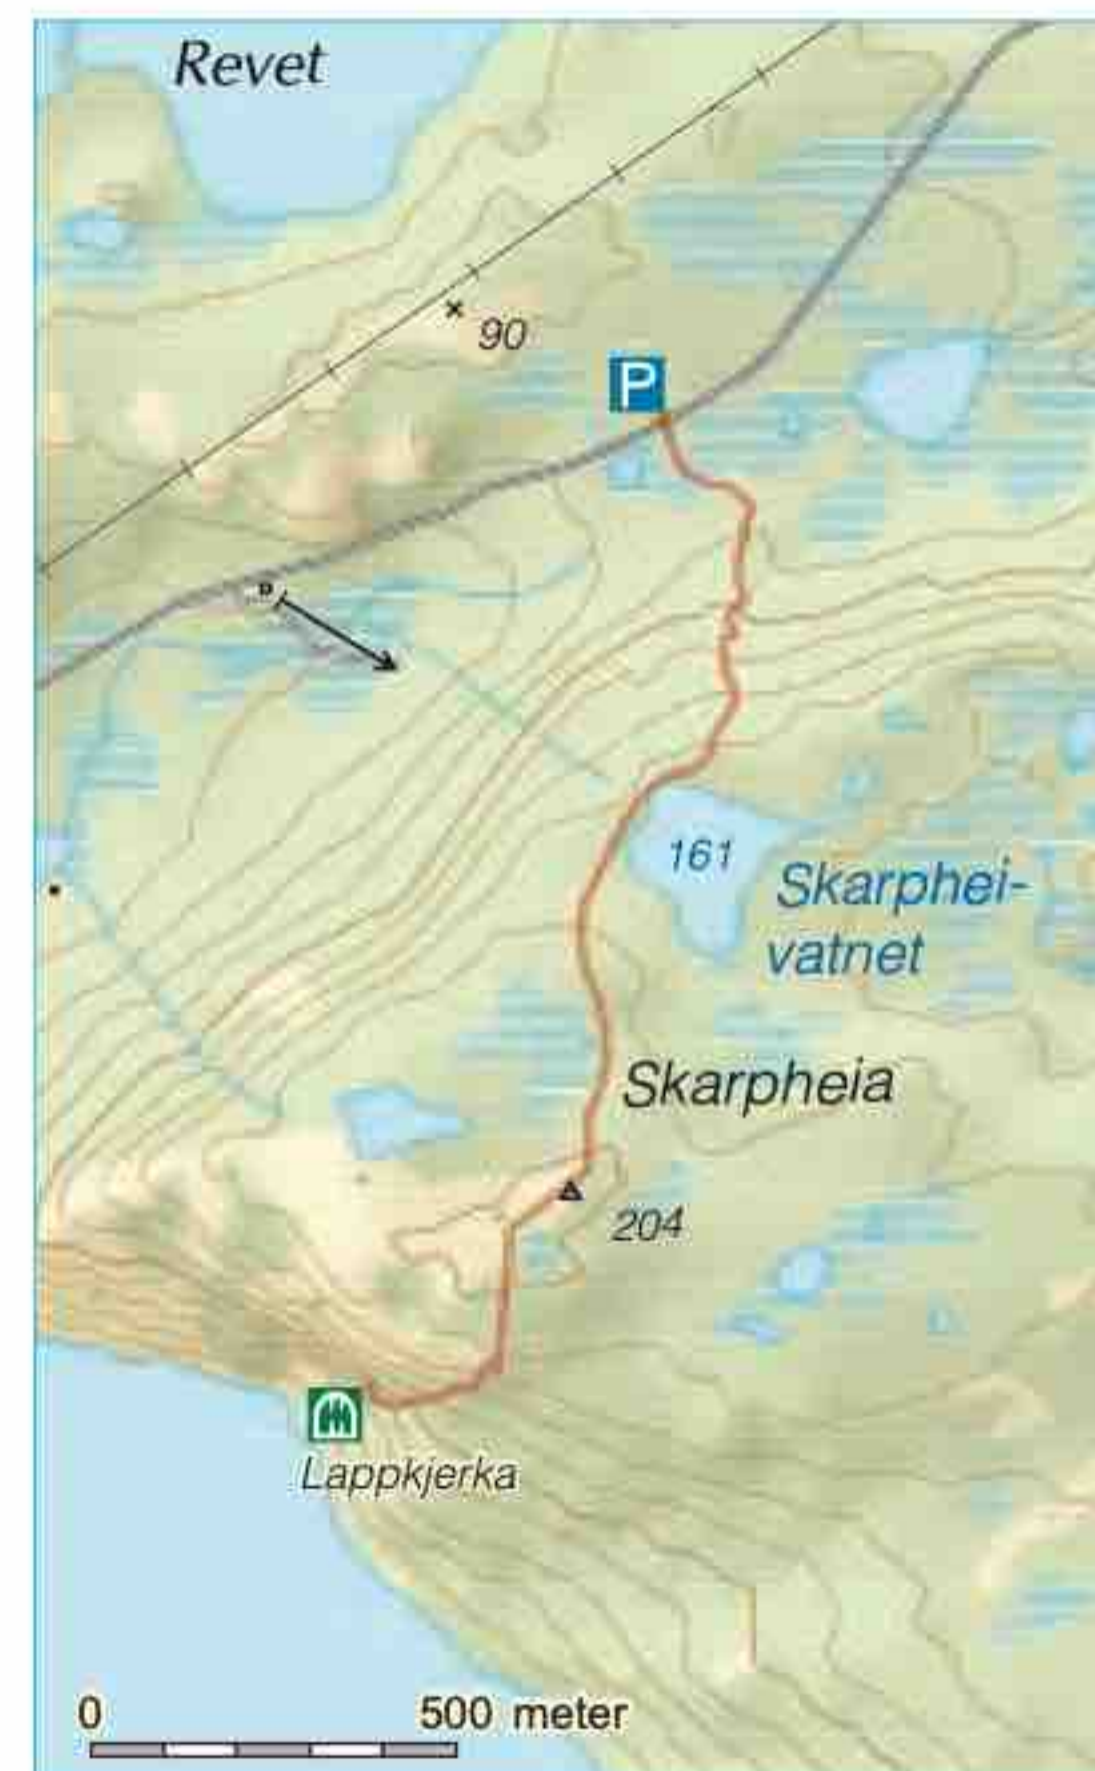 Revet
90
P
161
Skarphei-
vatnet
Skarpheia
204
Lappkjerka
0 500 meter